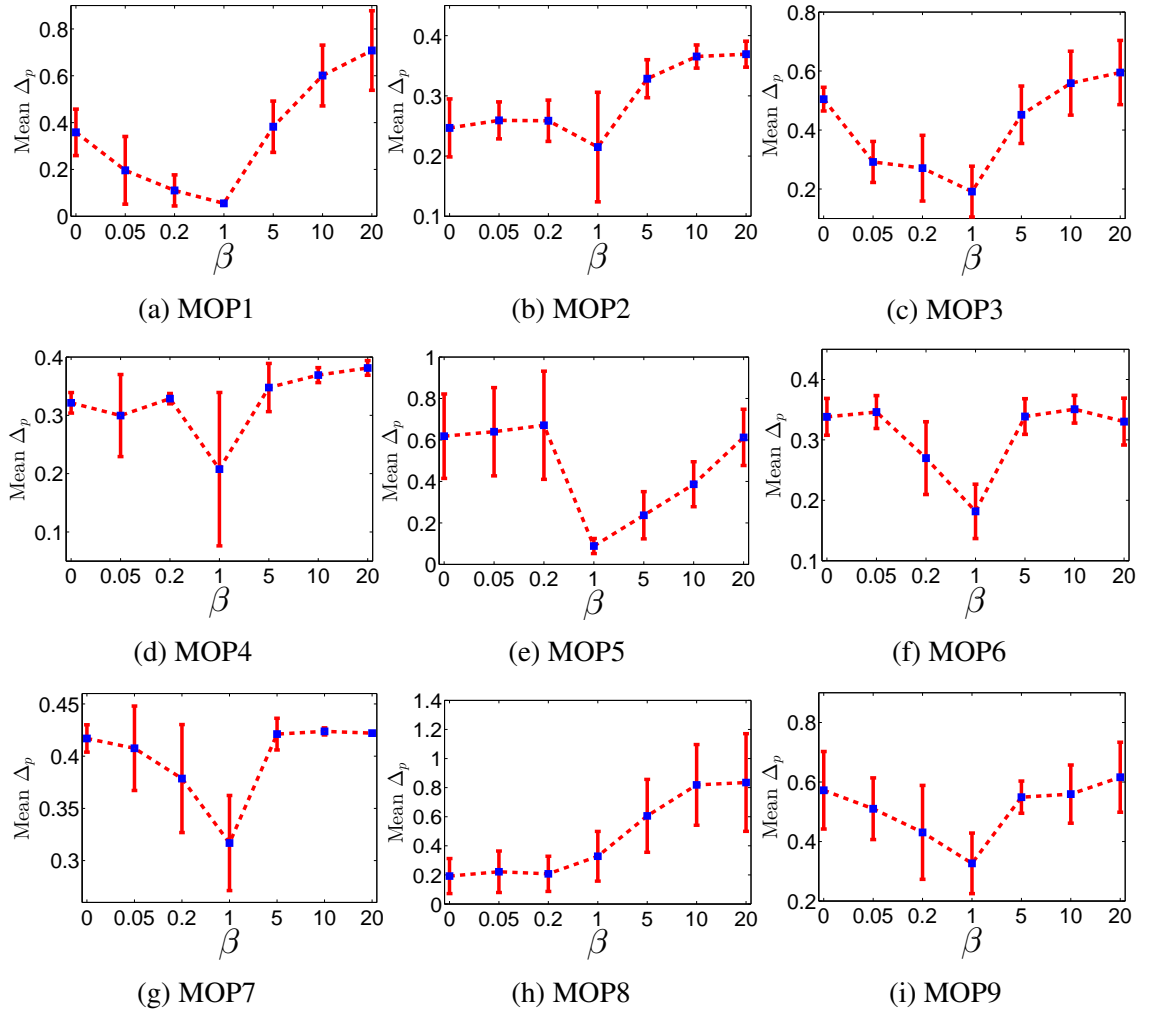 0.8
0.6
0.4
0.2
0
Mean Δp
0 0.05 0.2 1 5 10 20
β
(a) MOP1
0.4
0.3
0.2
0.1
Mean Δp
0 0.05 0.2 1 5 10 20
β
(b) MOP2
0.8
0.6
0.4
0.2
Mean Δp
0 0.05 0.2 1 5 10 20
β
(c) MOP3
0.4
0.3
0.2
0.1
Mean Δp
0 0.05 0.2 1 5 10 20
β
(d) MOP4
1
0.8
0.6
0.4
0.2
0
Mean Δp
0 0.05 0.2 1 5 10 20
β
(e) MOP5
0.4
0.3
0.2
0.1
Mean Δp
0 0.05 0.2 1 5 10 20
β
(f) MOP6
0.45
0.4
0.35
0.3
Mean Δp
0 0.05 0.2 1 5 10 20
β
(g) MOP7
1.4
1.2
1
0.8
0.6
0.4
0.2
0
Mean Δp
0 0.05 0.2 1 5 10 20
β
(h) MOP8
0.8
0.6
0.4
0.2
Mean Δp
0 0.05 0.2 1 5 10 20
β
(i) MOP9